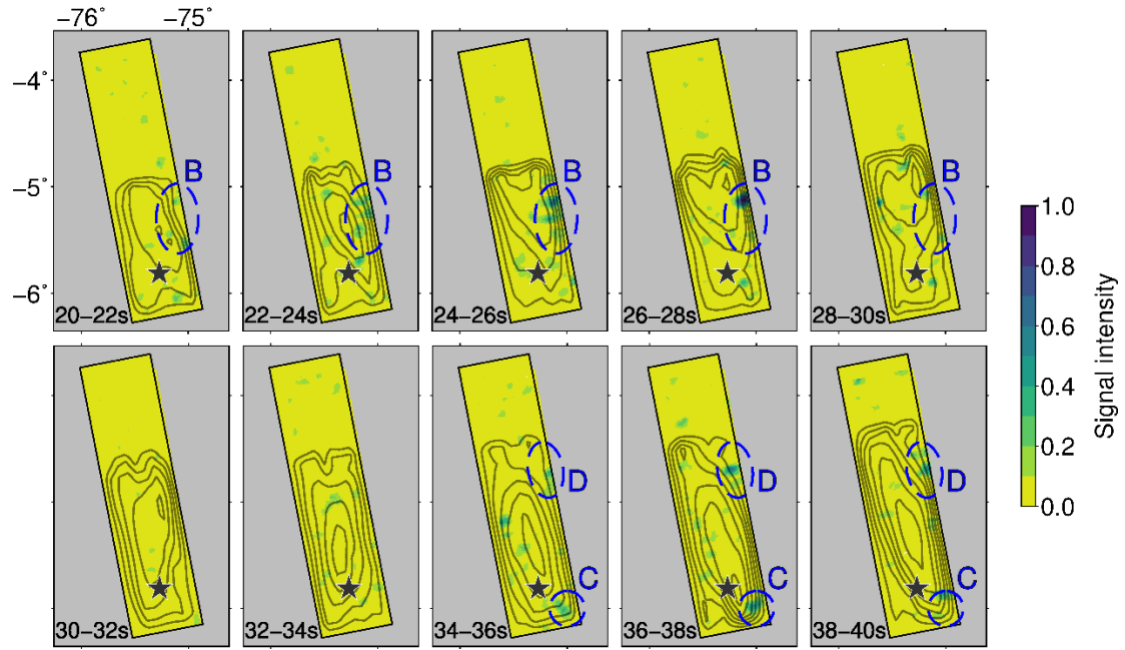 −76° −75°
−4°
−5°
−6°
B
20−22s
B
22−24s
B
24−26s
B
26−28s
B
28−30s
30−32s
32−34s
D
C
34−36s
D
C
36−38s
D
C
38−40s
1.0
0.8
0.6
0.4
0.2
0.0
Signal intensity